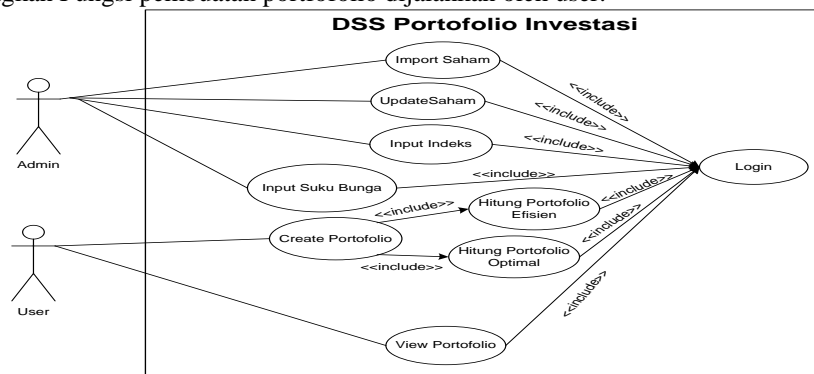 DSS Portofolio Investasi
Import Saham
<<include>>
UpdateSaham
<<include>>
Admin
Input Indeks
<<include>>
Login
Input Suku Bunga
<<include>>
Hitung Portofolio
Efisien
<<include>>
<<include>>
Create Portofolio
Hitung Portofolio
Optimal
<<include>>
<<include>>
User
<<include>>
View Portofolio